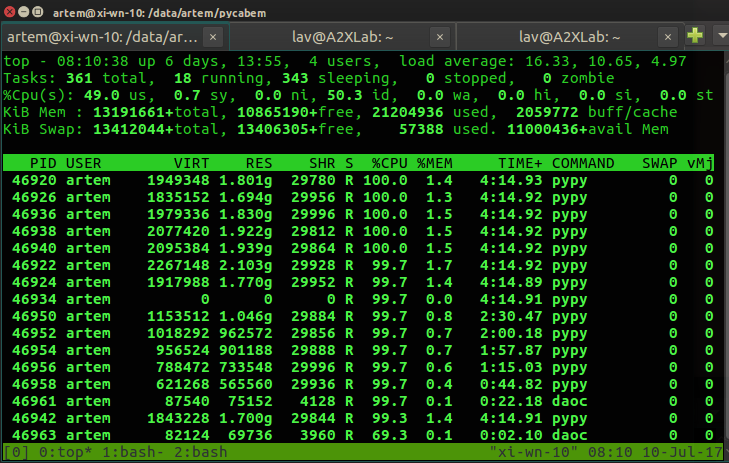 artem@xi-wn-10: /data/artem/pycabem
artem@xi-wn-10: /data/ar... × lav@A2XLab: ~ × lav@A2XLab: ~ ×
top - 08:10:38 up 6 days, 13:55, 4 users, load average: 16.33, 10.65, 4.97
Tasks: 361 total, 18 running, 343 sleeping, 0 stopped, 0 zombie
%Cpu(s): 49.0 us, 0.7 sy, 0.0 ni, 50.3 id, 0.0 wa, 0.0 hi, 0.0 si, 0.0 st
KiB Mem : 13191661+total, 10865190+free, 21204936 used, 2059772 buff/cache
KiB Swap: 13412044+total, 13406305+free, 57388 used. 11000436+avail Mem
PID USER VIRT RES SHR S %CPU %MEM TIME+ COMMAND SWAP vMj
46920 artem 1949348 1.801g 29780 R 100.0 1.4 4:14.93 pypy 0 0
46926 artem 1835152 1.694g 29956 R 100.0 1.3 4:14.92 pypy 0 0
46936 artem 1979336 1.830g 29996 R 100.0 1.5 4:14.92 pypy 0 0
46938 artem 2077420 1.922g 29812 R 100.0 1.5 4:14.92 pypy 0 0
46940 artem 2095384 1.939g 29864 R 100.0 1.5 4:14.92 pypy 0 0
46922 artem 2267148 2.103g 29928 R 99.7 1.7 4:14.92 pypy 0 0
46924 artem 1917988 1.770g 29952 R 99.7 1.4 4:14.89 pypy 0 0
46934 artem 0 0 0 R 99.7 0.0 4:14.91 pypy 0 0
46950 artem 1153512 1.046g 29884 R 99.7 0.8 2:30.47 pypy 0 0
46952 artem 1018292 962572 29856 R 99.7 0.7 2:00.18 pypy 0 0
46954 artem 956524 901188 29888 R 99.7 0.7 1:57.87 pypy 0 0
46956 artem 788472 733548 29996 R 99.7 0.6 1:15.03 pypy 0 0
46958 artem 621268 565560 29936 R 99.7 0.4 0:44.82 pypy 0 0
46961 artem 87540 75152 4128 R 99.7 0.1 0:22.18 daoc 0 0
46942 artem 1843228 1.700g 29844 R 99.3 1.4 4:14.91 pypy 0 0
46963 artem 82124 69736 3960 R 69.3 0.1 0:02.10 daoc 0 0
[0] 0:top* 1:bash- 2:bash "xi-wn-10" 08:10 10-Jul-17